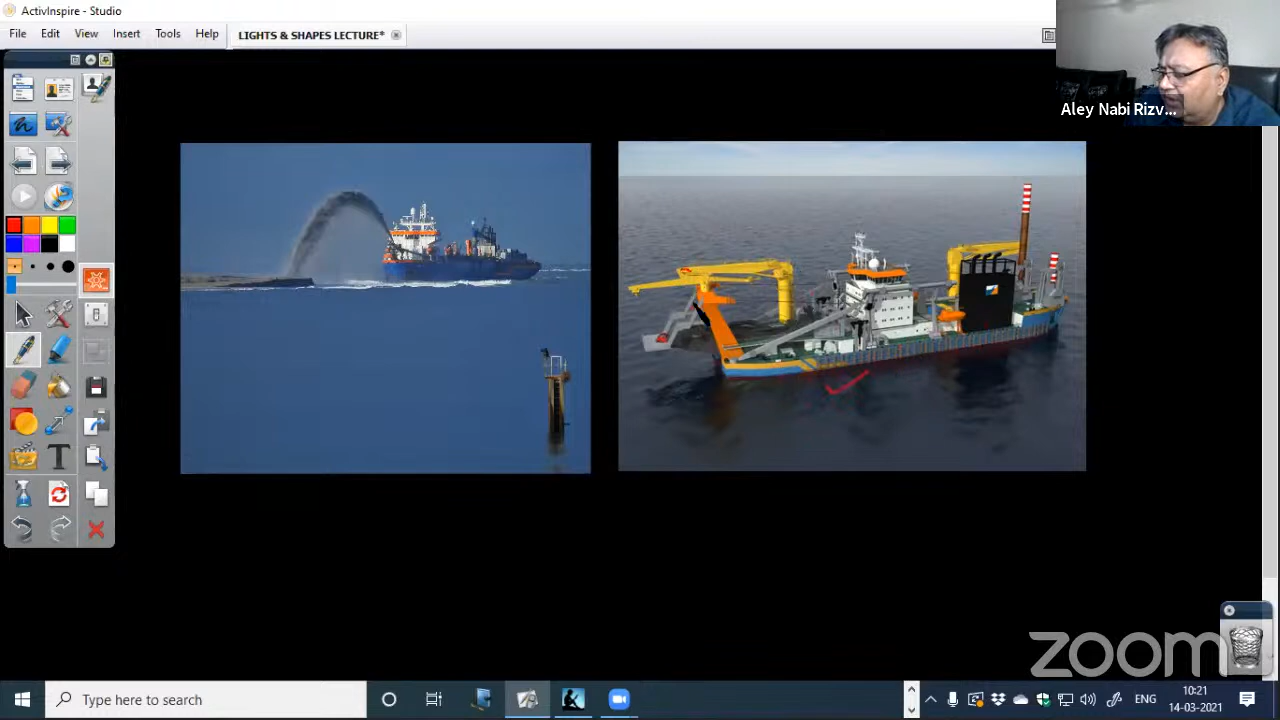 ActivInspire - Studio
File Edit View Insert Tools Help LIGHTS & SHAPES LECTURE*
Aley Nabi Rizv...
T
zoom
Type here to search
ENG
10:21
14-03-2021